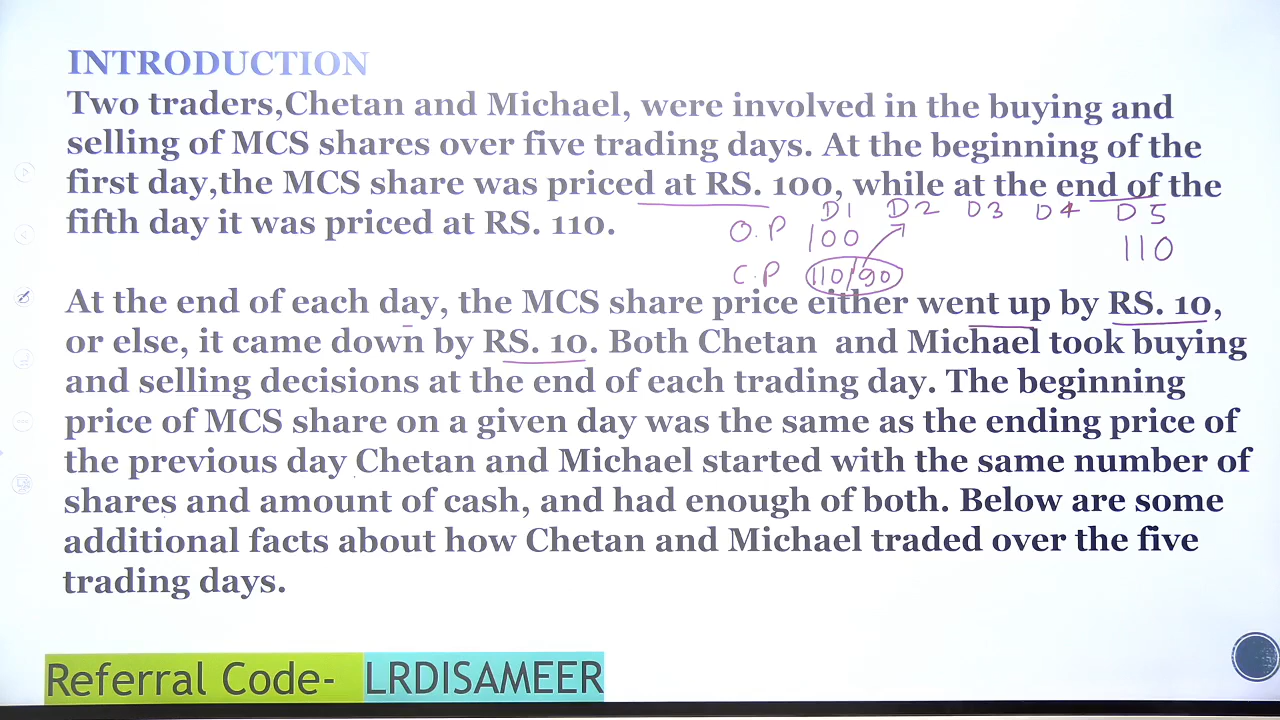 INTRODUCTION
Two traders,Chetan and Michael, were involved in the buying and
selling of MCS shares over five trading days. At the beginning of the
first day,the MCS share was priced at RS. 100, while at the end of the
fifth day it was priced at RS. 110.
D1 D2 D3 D4 D5
O.P 100 110
C.P 110/90
At the end of each day, the MCS share price either went up by RS. 10,
or else, it came down by RS. 10. Both Chetan and Michael took buying
and selling decisions at the end of each trading day. The beginning
price of MCS share on a given day was the same as the ending price of
the previous day Chetan and Michael started with the same number of
shares and amount of cash, and had enough of both. Below are some
additional facts about how Chetan and Michael traded over the five
trading days.
Referral Code- LRDISAMEER